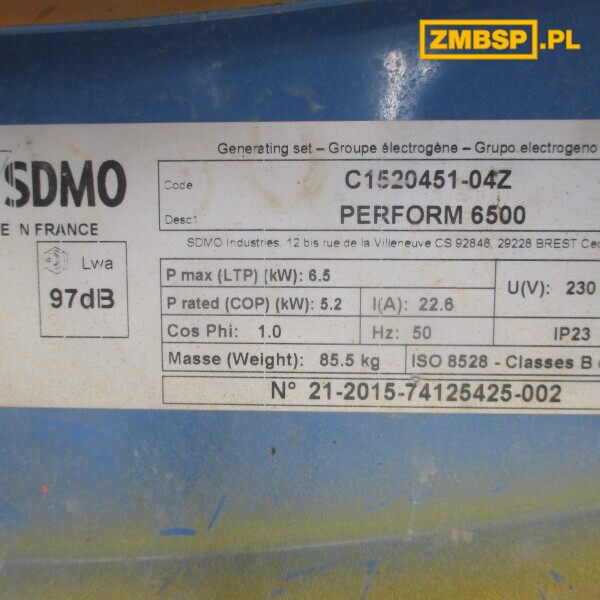 ZMBSP.PL
Generating set – Groupe électrogène – Grupo electrogeno
SDMO
Code C1520451-04Z
E N FRANCE
Desc1 PERFORM 6500
SDMO Industries, 12 bis rue de la Villeneuve CS 92848, 29228 BREST Ced
Lwa
97dB
P max (LTP) (kW): 6.5
U(V): 230
P rated (COP) (kW): 5.2 I(A): 22.6
Cos Phi: 1.0 Hz: 50 IP23
Masse (Weight): 85.5 kg ISO 8528 - Classes B
N° 21-2015-74125425-002